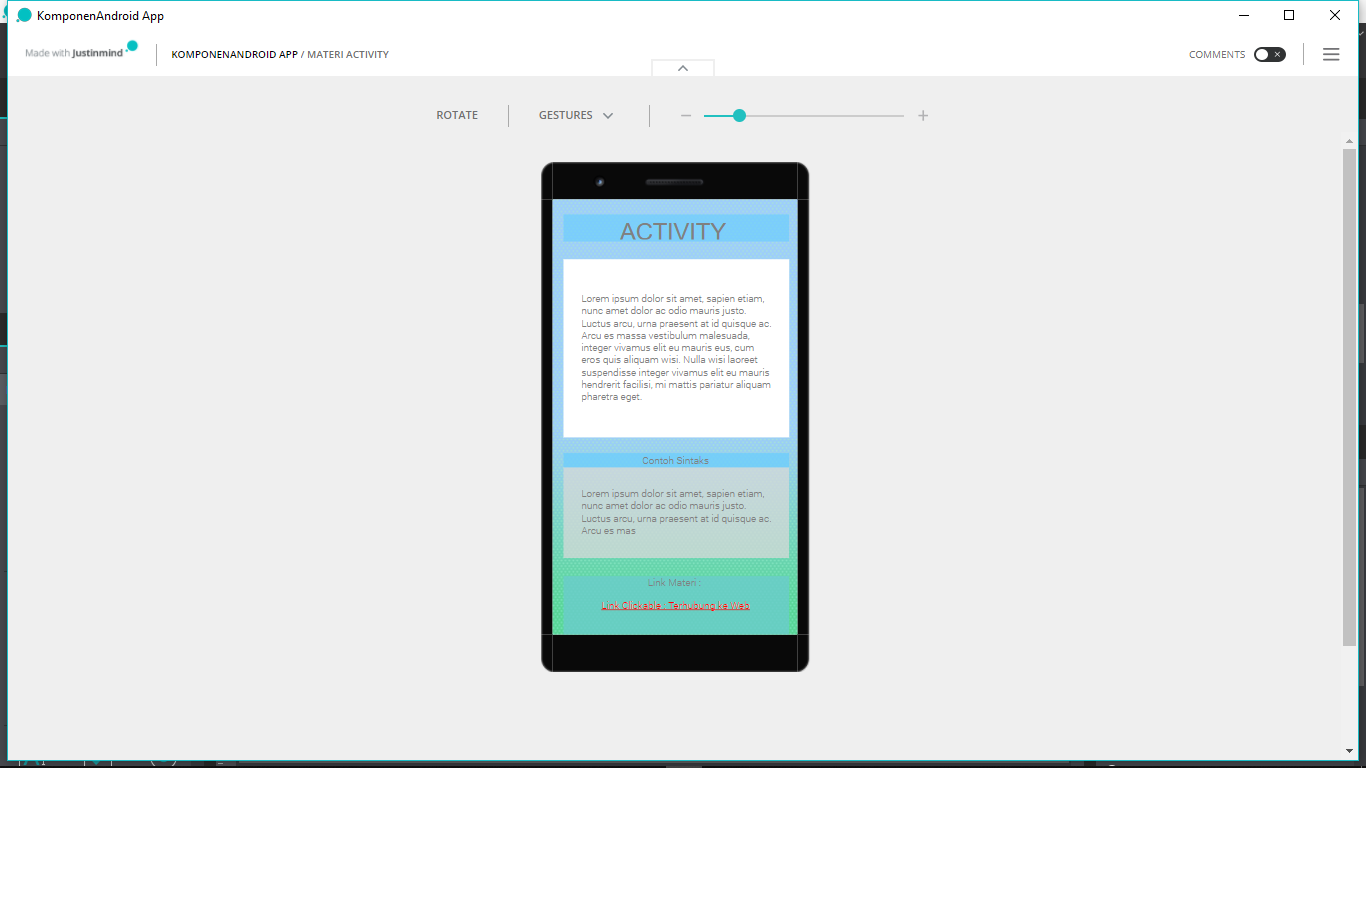 KomponenAndroid App
Made with Justinmind
KOMPONENANDROID APP / MATERI ACTIVITY
COMMENTS
ROTATE
GESTURES
ACTIVITY
Lorem ipsum dolor sit amet, sapien etiam,
nunc amet dolor ac odio mauris justo.
Luctus arcu, urna praesent at id quisque ac.
Arcu es massa vestibulum malesuada,
integer vivamus elit eu mauris eus, cum
eros quis aliquam wisi. Nulla wisi laoreet
suspendisse integer vivamus elit eu mauris
hendrerit facilisi, mi mattis pariatur aliquam
pharetra eget.
Contoh Sintaks
Lorem ipsum dolor sit amet, sapien etiam,
nunc amet dolor ac odio mauris justo.
Luctus arcu, urna praesent at id quisque ac.
Arcu es mas
Link Materi :
Link Clickable : Terhubung ke Web